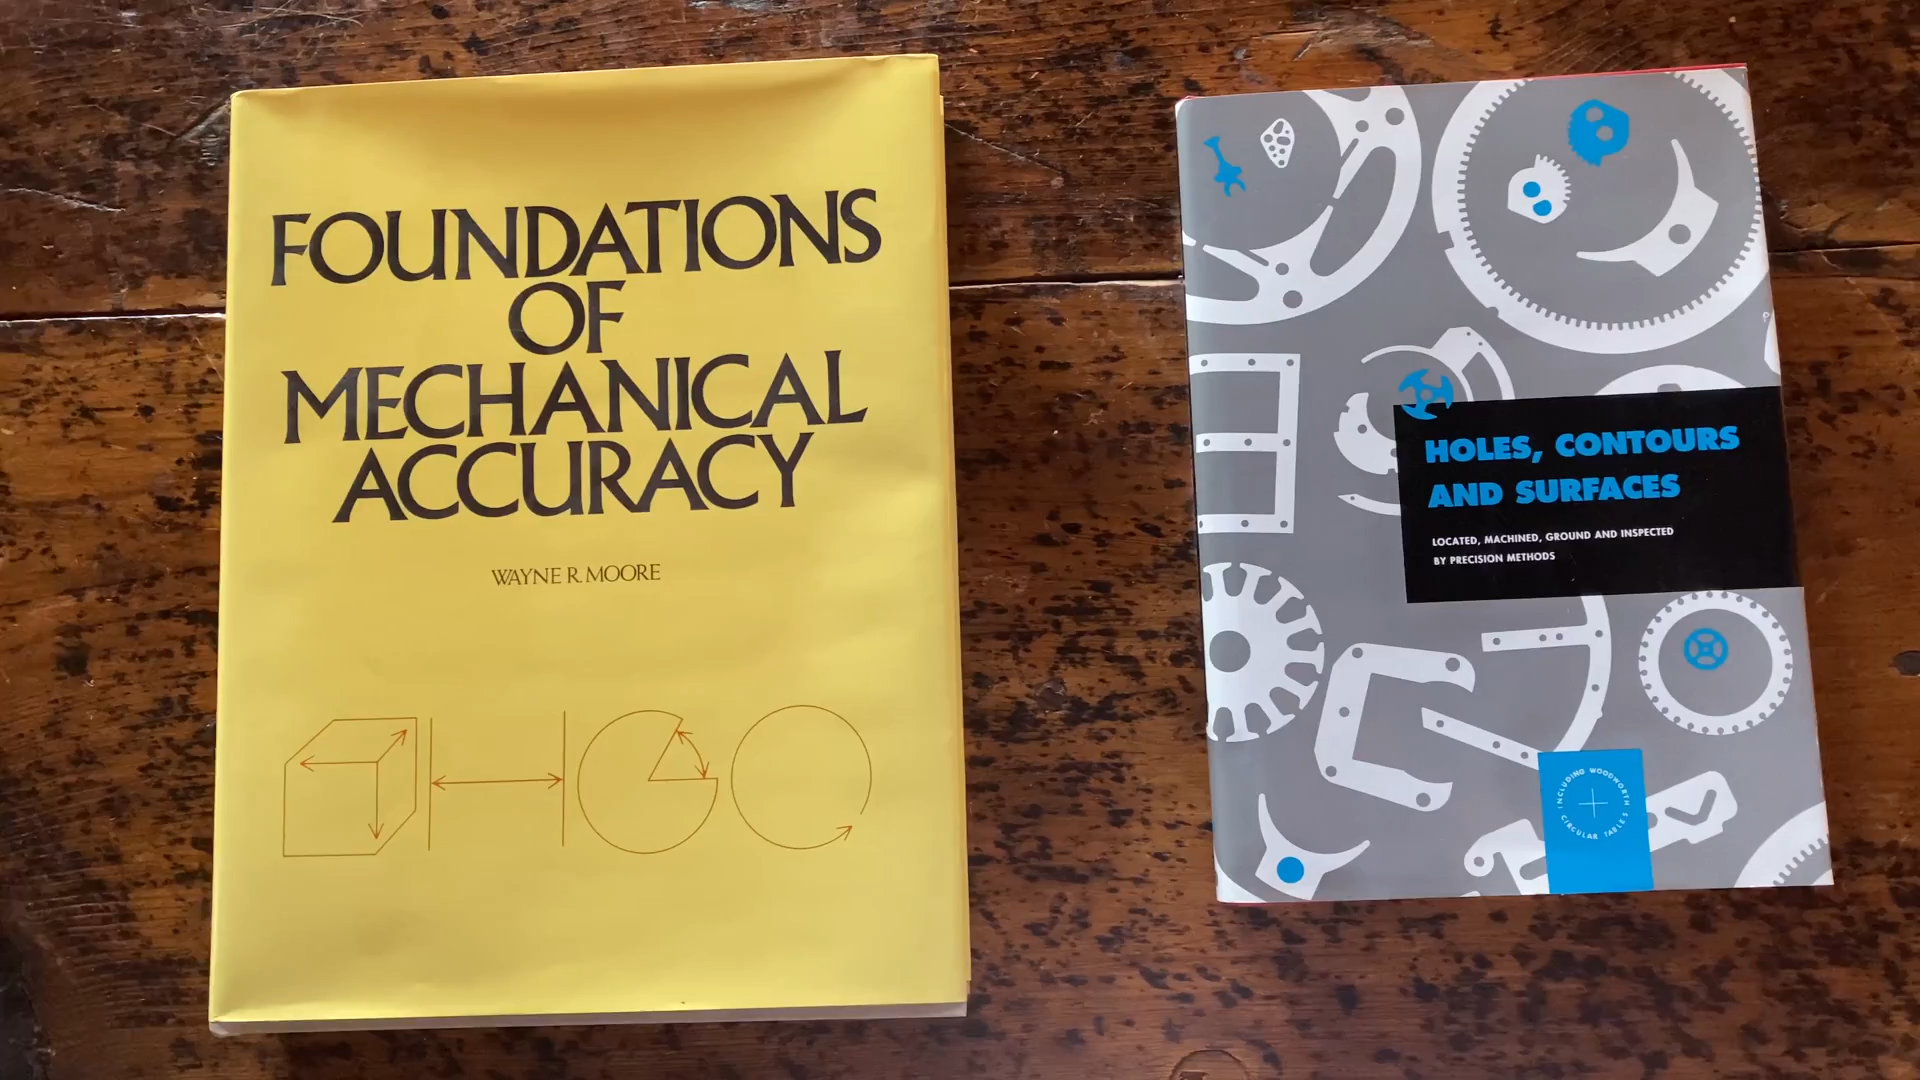 FOUNDATIONS
OF
MECHANICAL
ACCURACY
WAYNE R. MOORE
HOLES, CONTOURS
AND SURFACES
LOCATED, MACHINED, GROUND AND INSPECTED
BY PRECISION METHODS
INCLUDING WOODWORTH
CIRCULAR TABLES